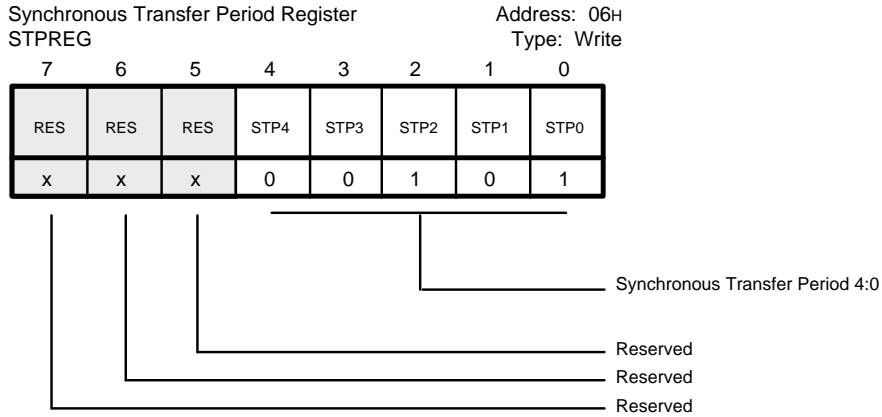 Synchronous Transfer Period Register Address: 06H
STPREG Type: Write
7 6 5 4 3 2 1 0
RES RES RES STP4 STP3 STP2 STP1 STP0
x x x 0 0 1 0 1
Synchronous Transfer Period 4:0
Reserved
Reserved
Reserved